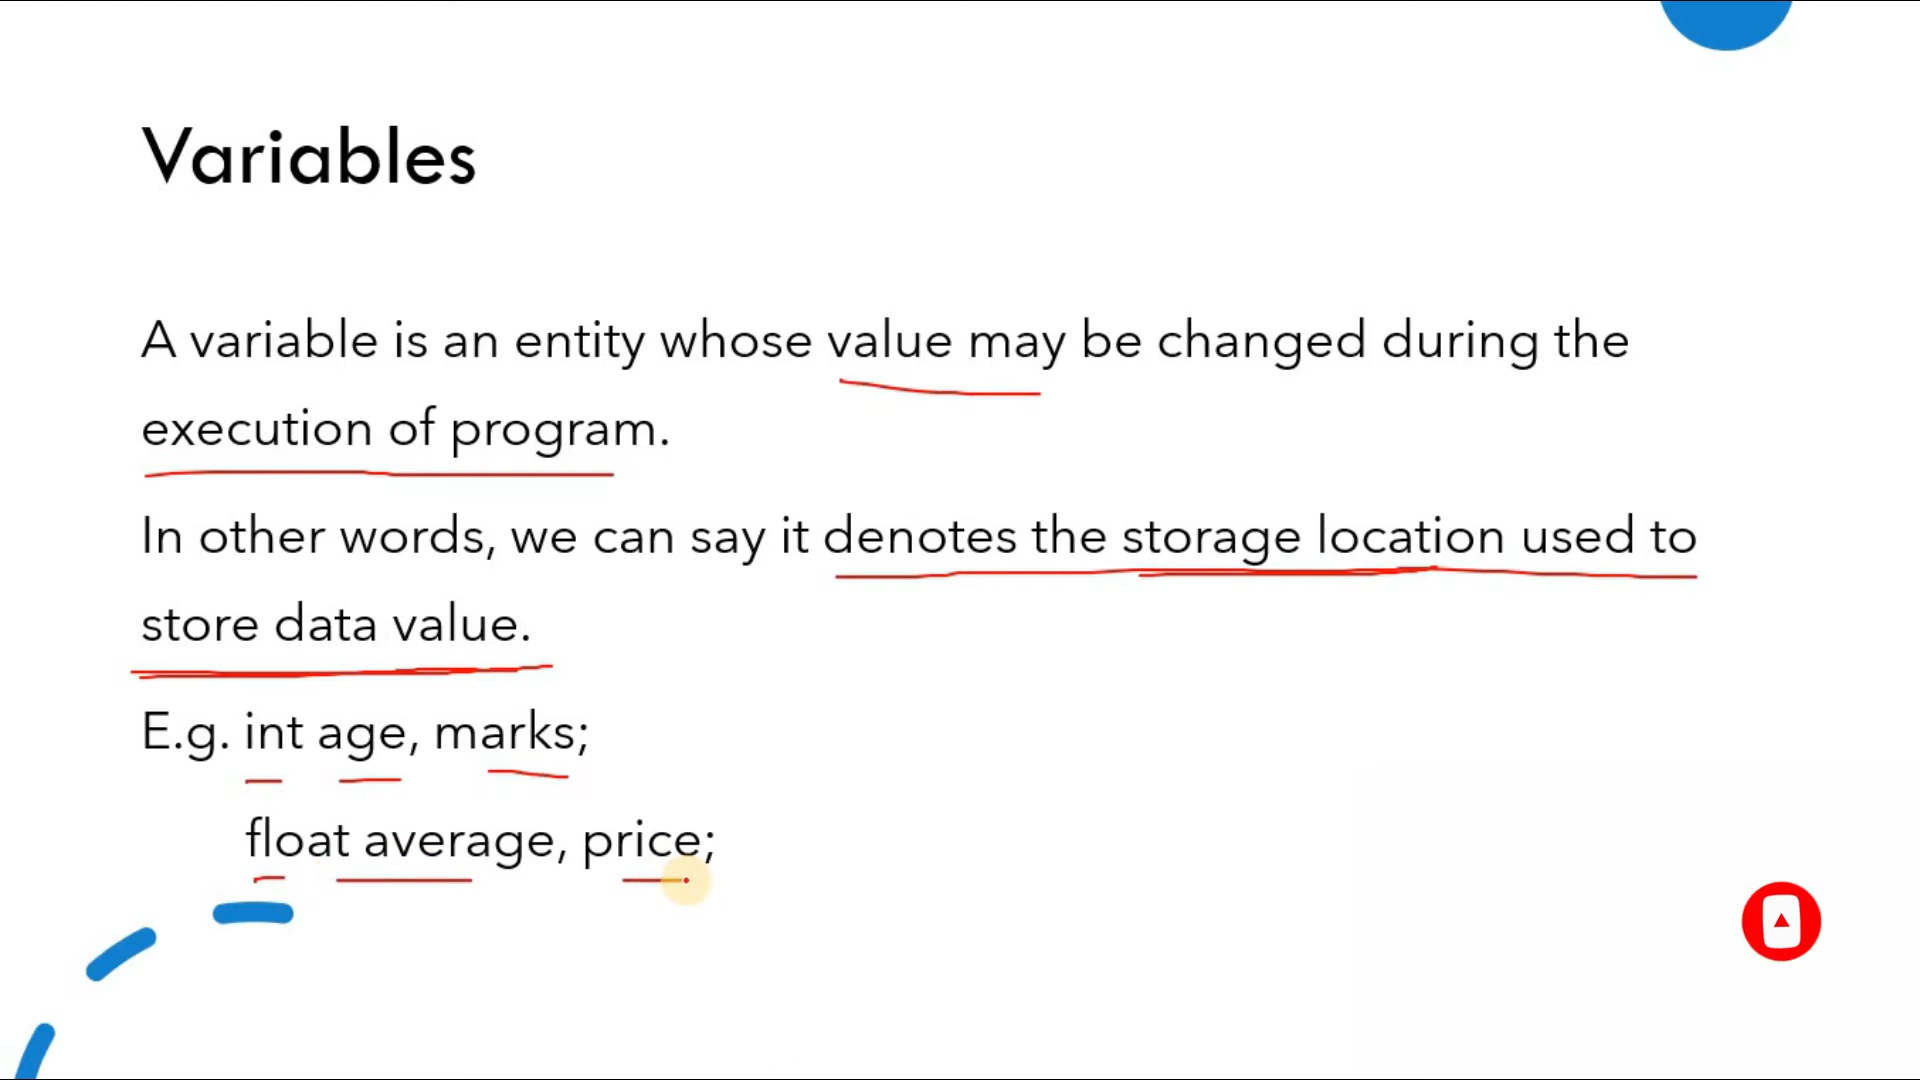 Variables
A variable is an entity whose value may be changed during the
execution of program.
In other words, we can say it denotes the storage location used to
store data value.
E.g. int age, marks;
float average, price;